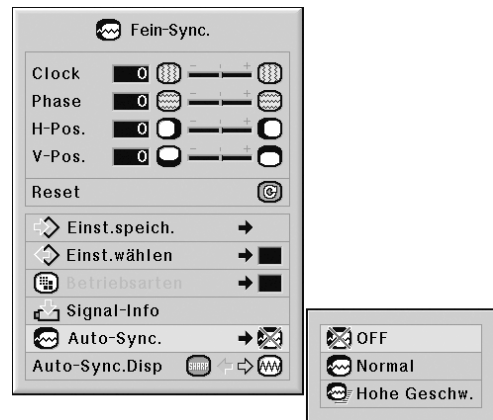 Fein-Sync.
Clock 0 - +
Phase 0 - +
H-Pos. 0 - +
V-Pos. 0 - +
Reset
Einst.speich.
Einst.wählen
Betriebsarten
Signal-Info
Auto-Sync.
Auto-Sync.Disp SHARP
OFF
Normal
Hohe Geschw.